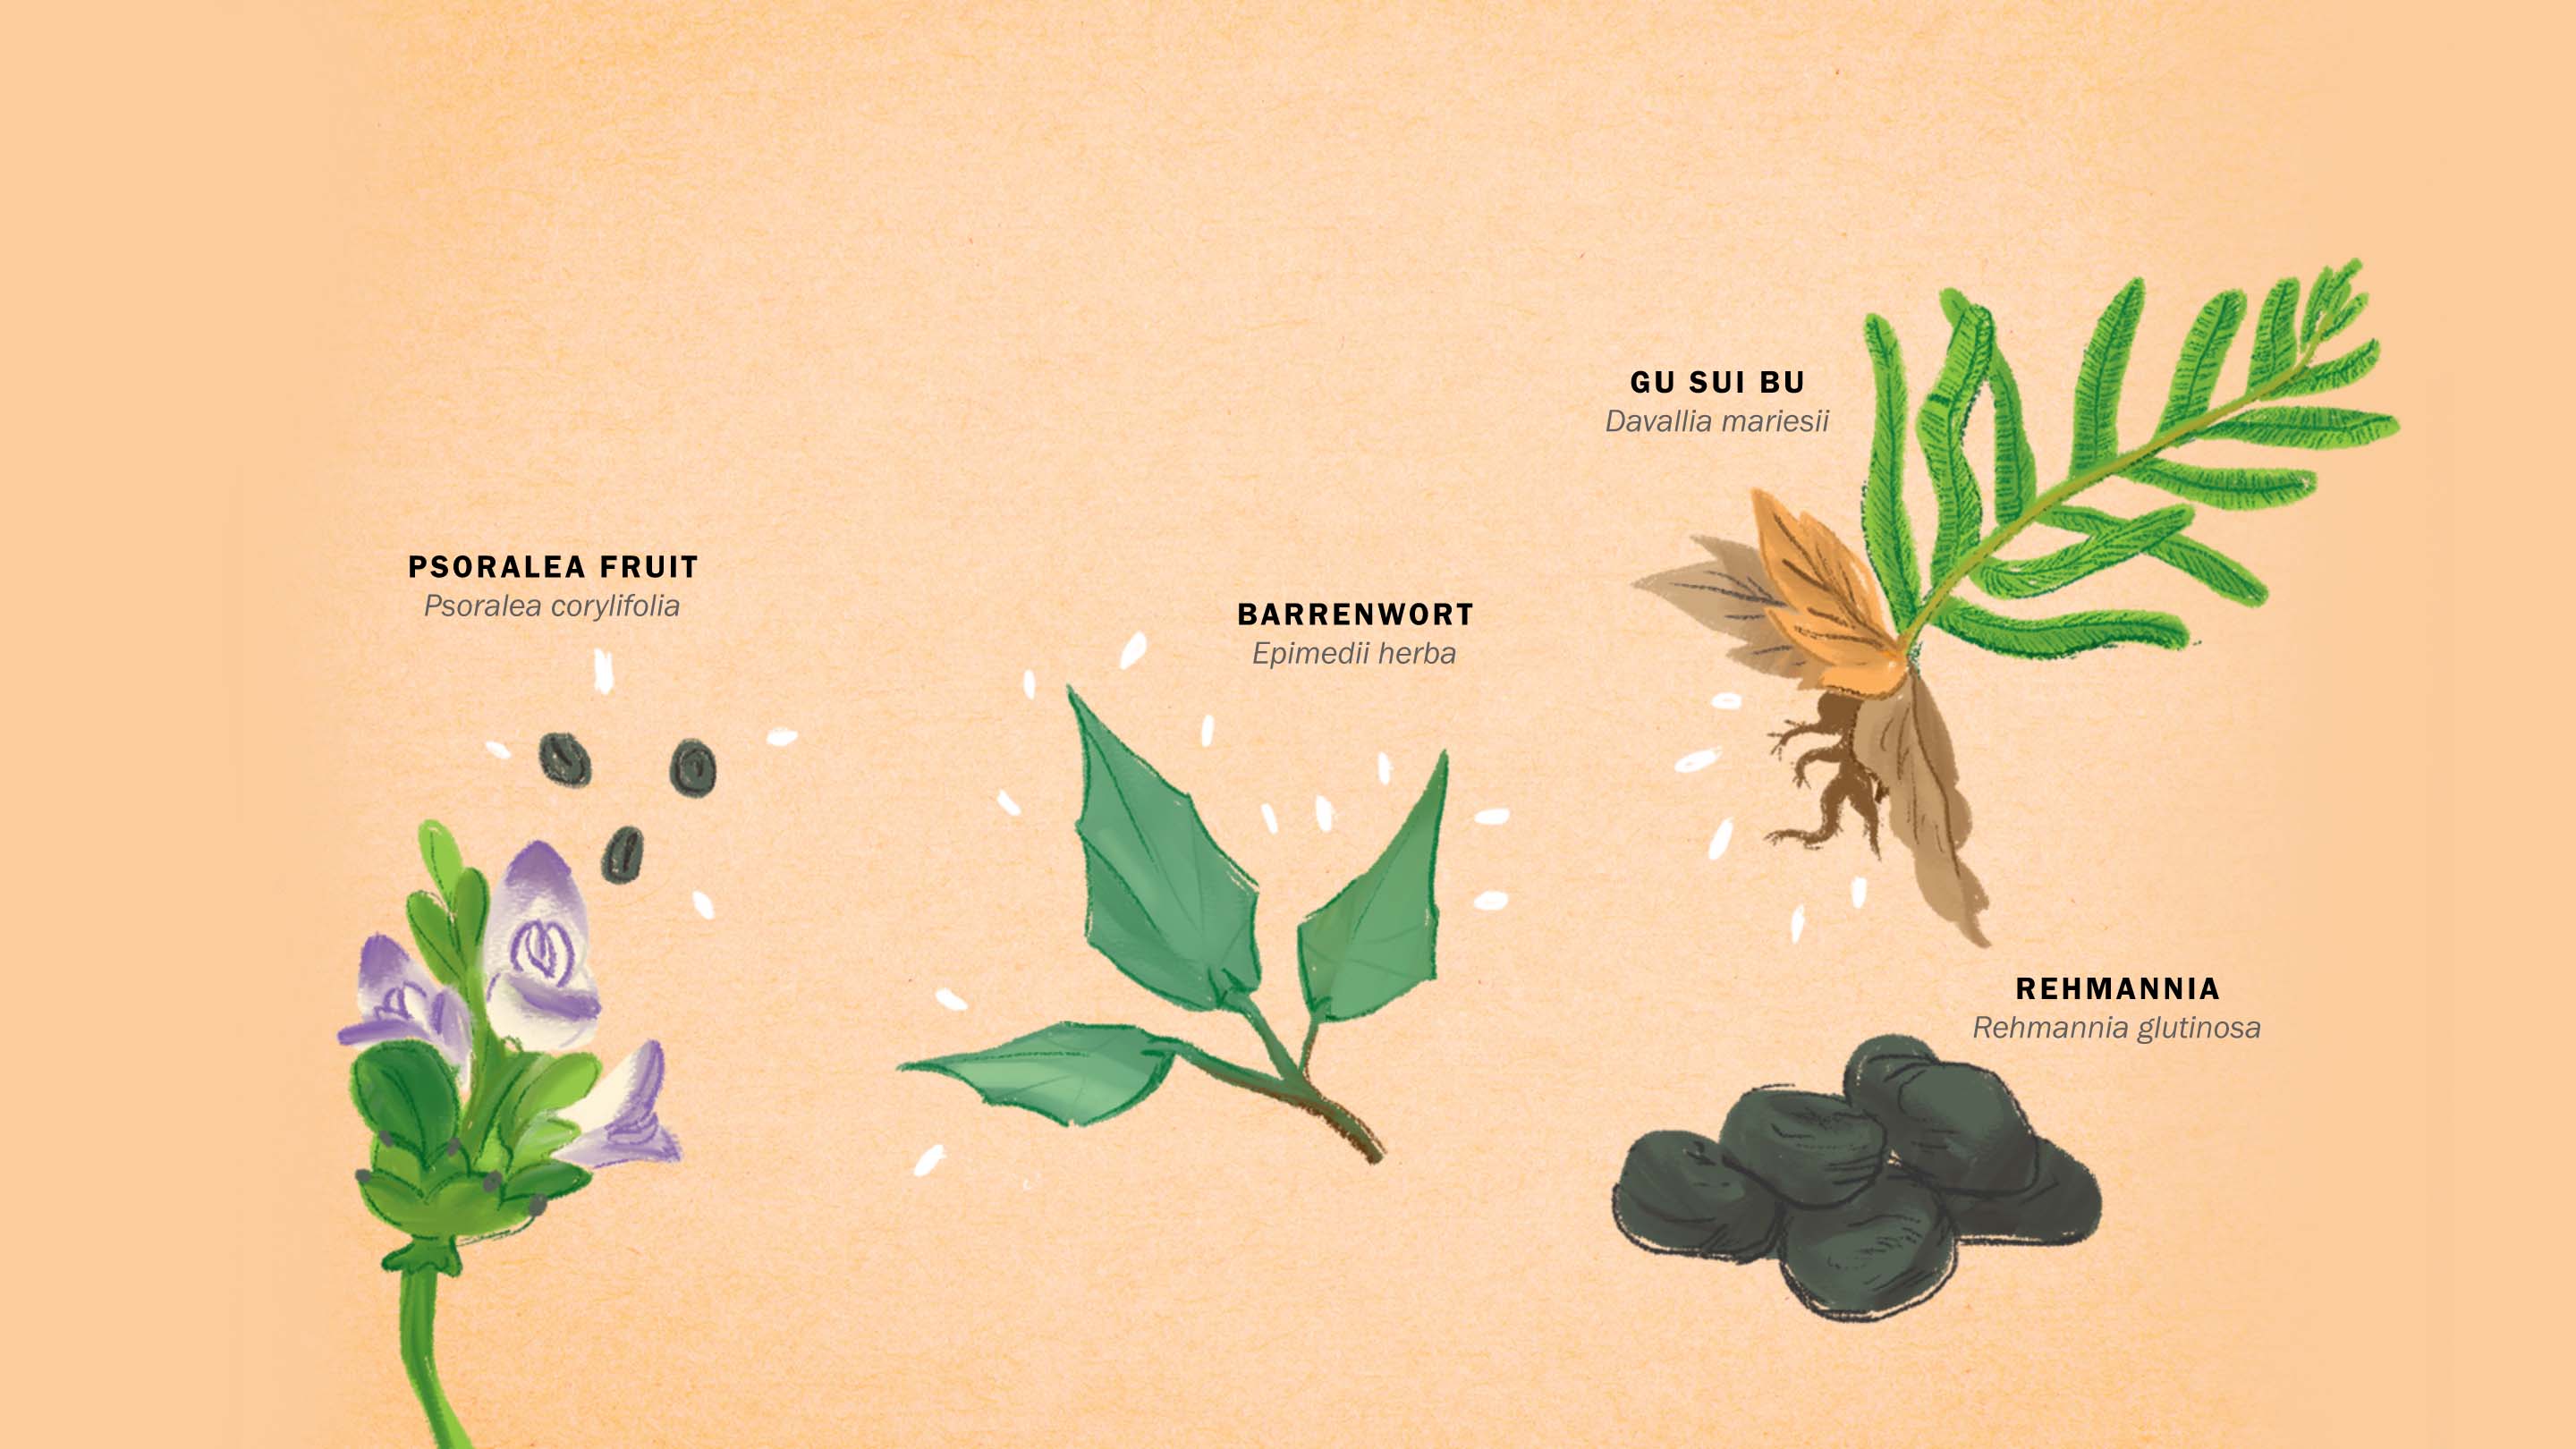 PSORALEA FRUIT
Psoralea corylifolia
BARRENWORT
Epimedii herba
GU SUI BU
Davallia mariesii
REHMANNIA
Rehmannia glutinosa